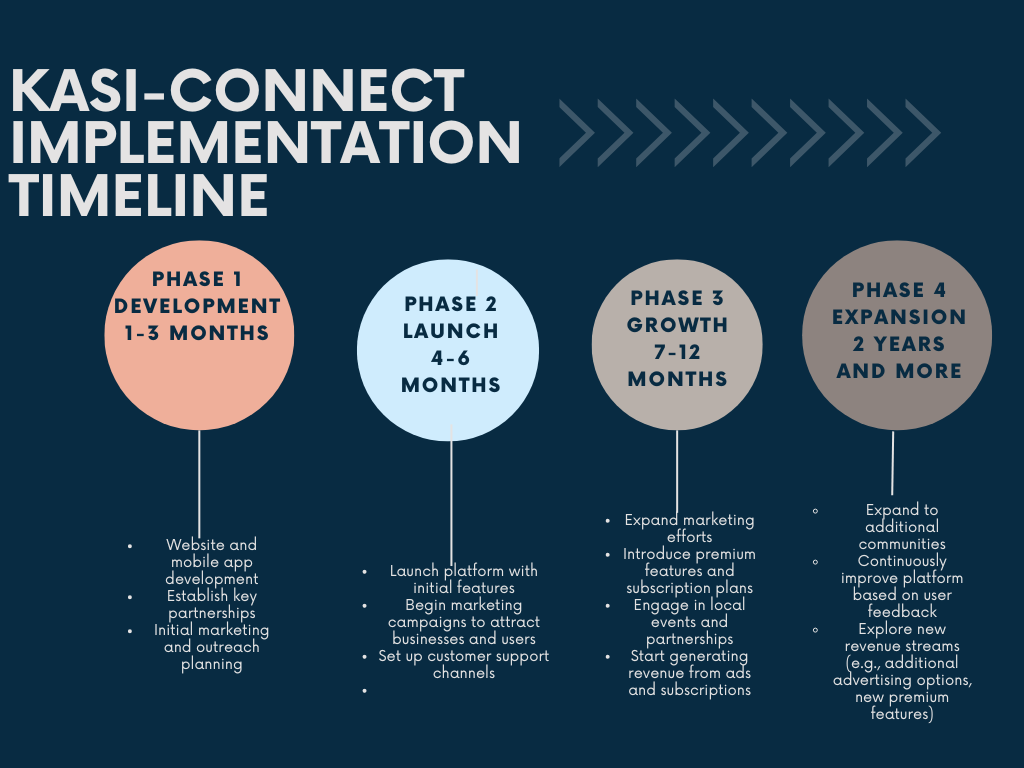 KASI-CONNECT
IMPLEMENTATION
TIMELINE
PHASE 1
DEVELOPMENT
1-3 MONTHS
PHASE 2
LAUNCH
4-6
MONTHS
PHASE 3
GROWTH
7-12
MONTHS
PHASE 4
EXPANSION
2 YEARS
AND MORE
• Website and
mobile app
development
• Establish key
partnerships
• Initial marketing
and outreach
planning
• Launch platform with
initial features
• Begin marketing
campaigns to attract
businesses and users
• Set up customer support
channels
•
• Expand marketing
efforts
• Introduce premium
features and
subscription plans
• Engage in local
events and
partnerships
• Start generating
revenue from ads
and subscriptions
◦ Expand to
additional
communities
◦ Continuously
improve platform
based on user
feedback
◦ Explore new
revenue streams
(e.g., additional
advertising options,
new premium
features)